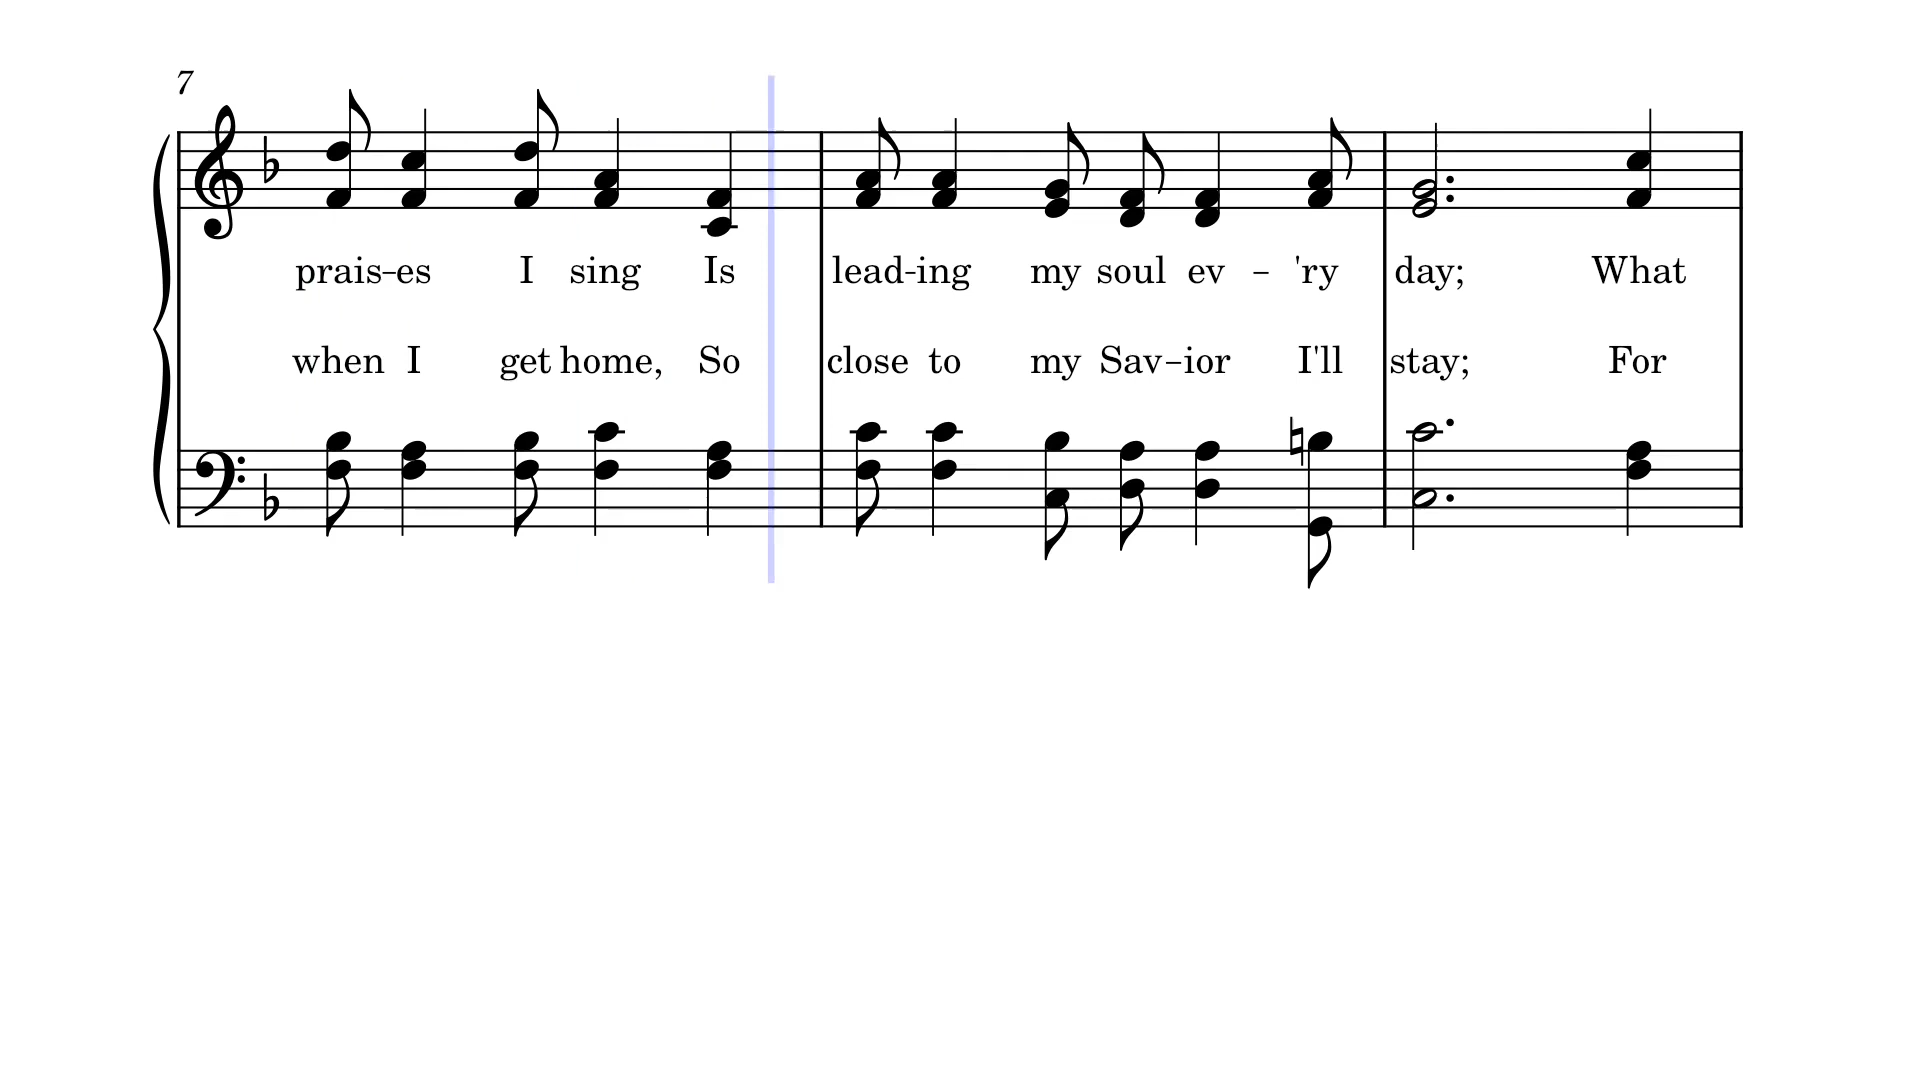 7
prais-es I sing Is lead-ing my soul ev - 'ry day; What
when I get home, So close to my Sav-ior I'll stay; For